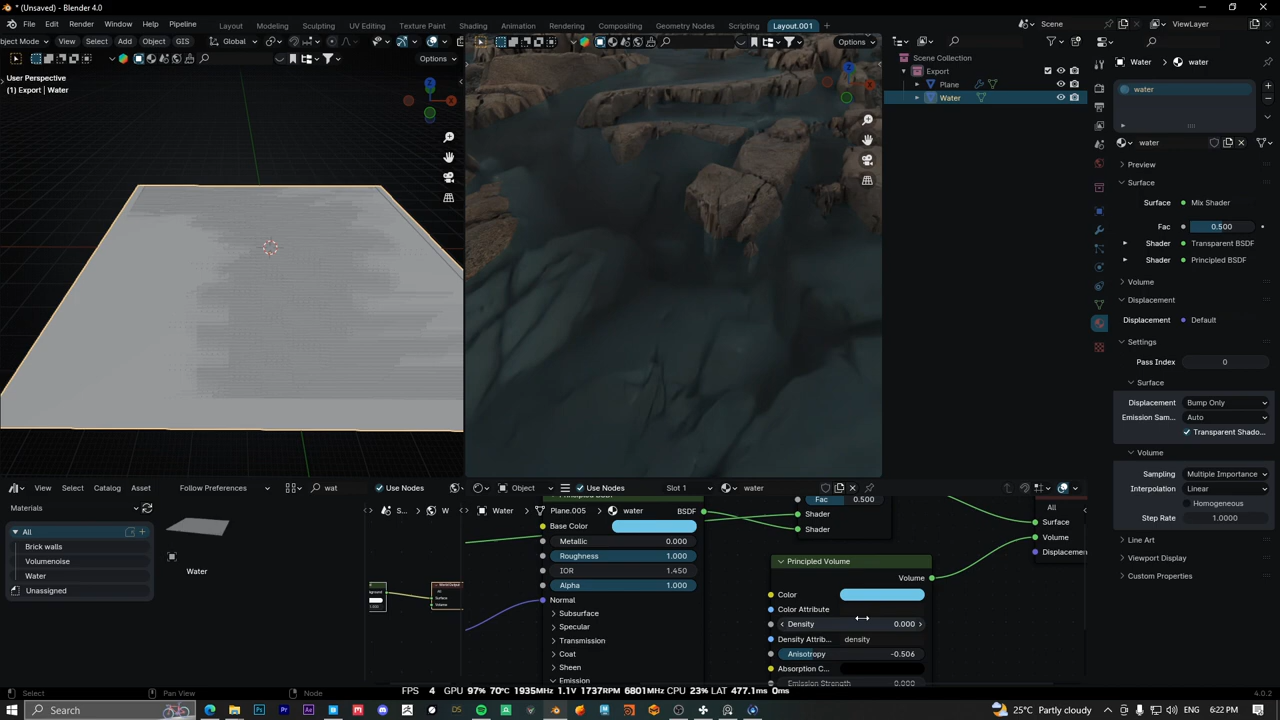 * (Unsaved) - Blender 4.0
File Edit Render Window Help Pipeline
Layout Modeling Sculpting UV Editing Texture Paint Shading Animation Rendering Compositing Geometry Nodes Scripting Layout.001 +
Scene
ViewLayer
bject Mode View Select Add Object GIS Global
Options
Options
User Perspective
(1) Export | Water
Scene Collection
Export
Plane
Water
Water > water
water
water
Preview
Surface
Surface Mix Shader
Fac 0.500
Shader Transparent BSDF
Shader Principled BSDF
Volume
Displacement
Displacement Default
Settings
Pass Index 0
Surface
Displacement Bump Only
Emission Sam... Auto
Transparent Shado...
Volume
Sampling Multiple Importance
Interpolation Linear
Homogeneous
Step Rate 1.0000
Line Art
Viewport Display
Custom Properties
View Select Catalog Asset Follow Preferences wat Use Nodes
Materials
All
Brick walls
Volumenoise
Water
Unassigned
Water
S... W
Object Use Nodes Slot 1 water
Water > Plane.005 > water
BSDF
Base Color
Metallic 0.000
Roughness 1.000
IOR 1.450
Alpha 1.000
Normal
Subsurface
Specular
Transmission
Coat
Sheen
Emission
Fac 0.500
Shader
Shader
Principled Volume
Volume
Color
Color Attribute
Density 0.000
Density Attrib... density
Anisotropy -0.506
Absorption C...
Emission Strength 0.000
All
Surface
Volume
Displacemen
Select Pan View Node
FPS 4 GPU 97% 70°C 1935MHz 1.1V 1737RPM 6801MHz CPU 23% LAT 477.1ms 0ms
4.0.2
Search
25°C Partly cloudy
ENG 6:22 PM